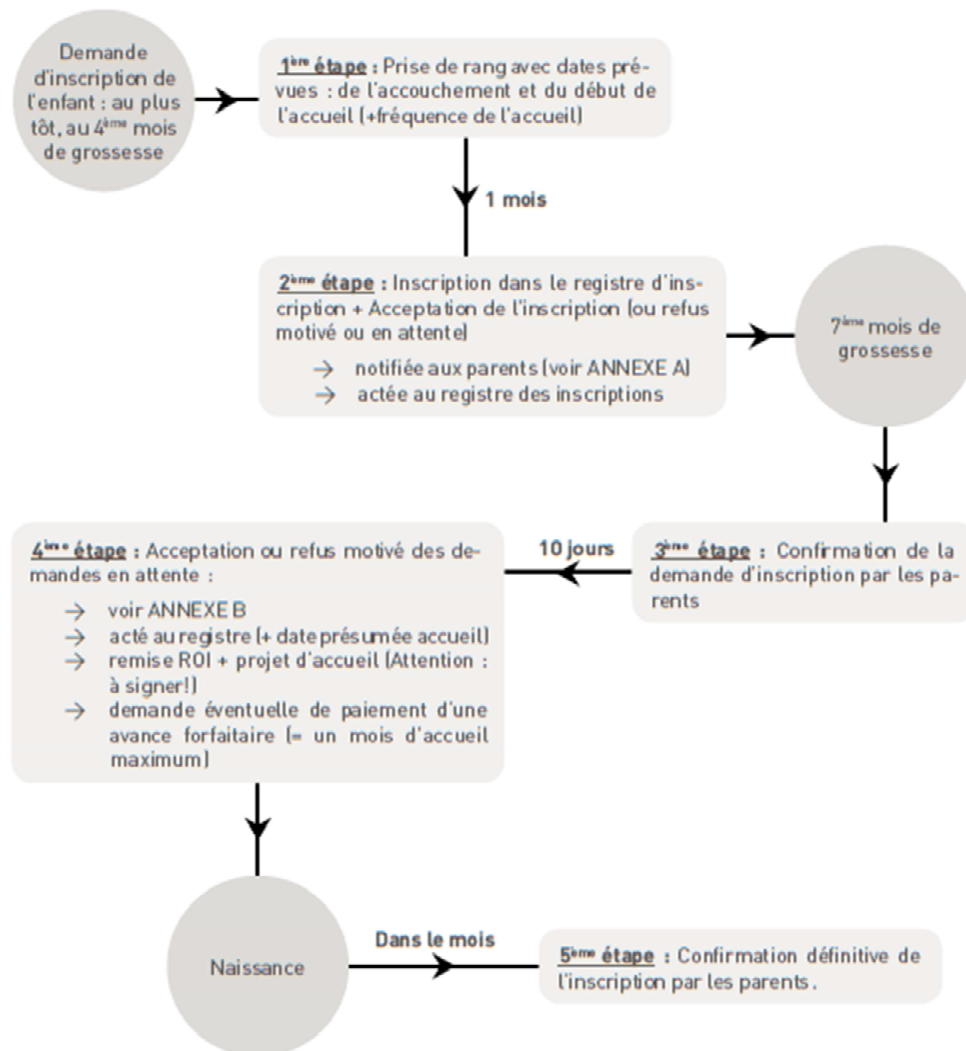 Demande
d'inscription de
l'enfant : au plus
tôt, au 4ème mois
de grossesse
1ère étape : Prise de rang avec dates pré-
vues : de l'accouchement et du début de
l'accueil (+fréquence de l'accueil)
1 mois
2ème étape : Inscription dans le registre d'ins-
cription + Acceptation de l'inscription (ou refus
motivé ou en attente)
→ notifiée aux parents (voir ANNEXE A)
→ actée au registre des inscriptions
7ème mois de
grossesse
3ème étape : Confirmation de la
demande d'inscription par les pa-
rents
10 jours
4ème étape : Acceptation ou refus motivé des de-
mandes en attente :
→ voir ANNEXE B
→ acté au registre (+ date présumée accueil)
→ remise ROI + projet d'accueil (Attention :
à signer!)
→ demande éventuelle de paiement d'une
avance forfaitaire (= un mois d'accueil
maximum)
Naissance
Dans le mois
5ème étape : Confirmation définitive de
l'inscription par les parents.